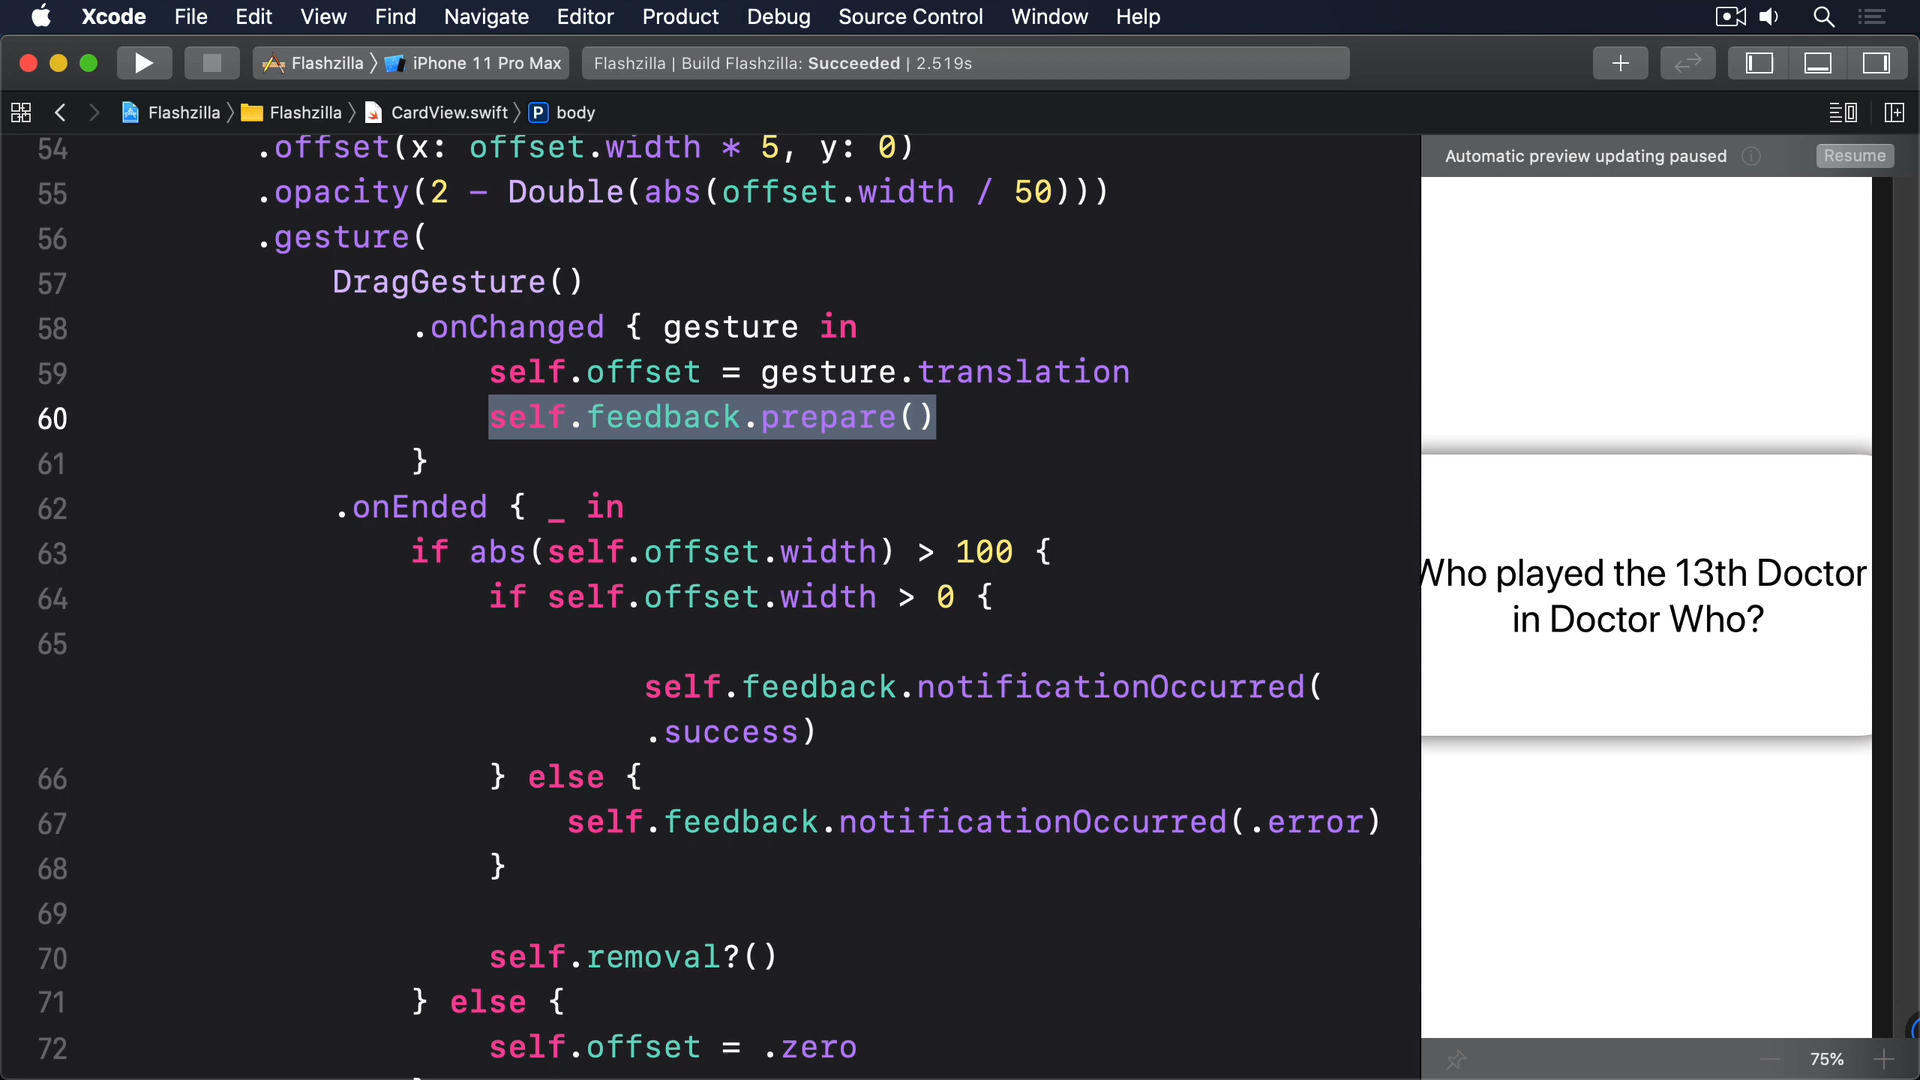 Xcode File Edit View Find Navigate Editor Product Debug Source Control Window Help
Flashzilla iPhone 11 Pro Max Flashzilla | Build Flashzilla: Succeeded | 2.519s
Flashzilla Flashzilla CardView.swift P body
54 .offset(x: offset.width * 5, y: 0)
55 .opacity(2 - Double(abs(offset.width / 50)))
56 .gesture(
57 DragGesture()
58 .onChanged { gesture in
59 self.offset = gesture.translation
60 self.feedback.prepare()
61 }
62 .onEnded { _ in
63 if abs(self.offset.width) > 100 {
64 if self.offset.width > 0 {
65
self.feedback.notificationOccurred(
.success)
66 } else {
67 self.feedback.notificationOccurred(.error)
68 }
69
70 self.removal?()
71 } else {
72 self.offset = .zero
Automatic preview updating paused Resume
Who played the 13th Doctor
in Doctor Who?
75%